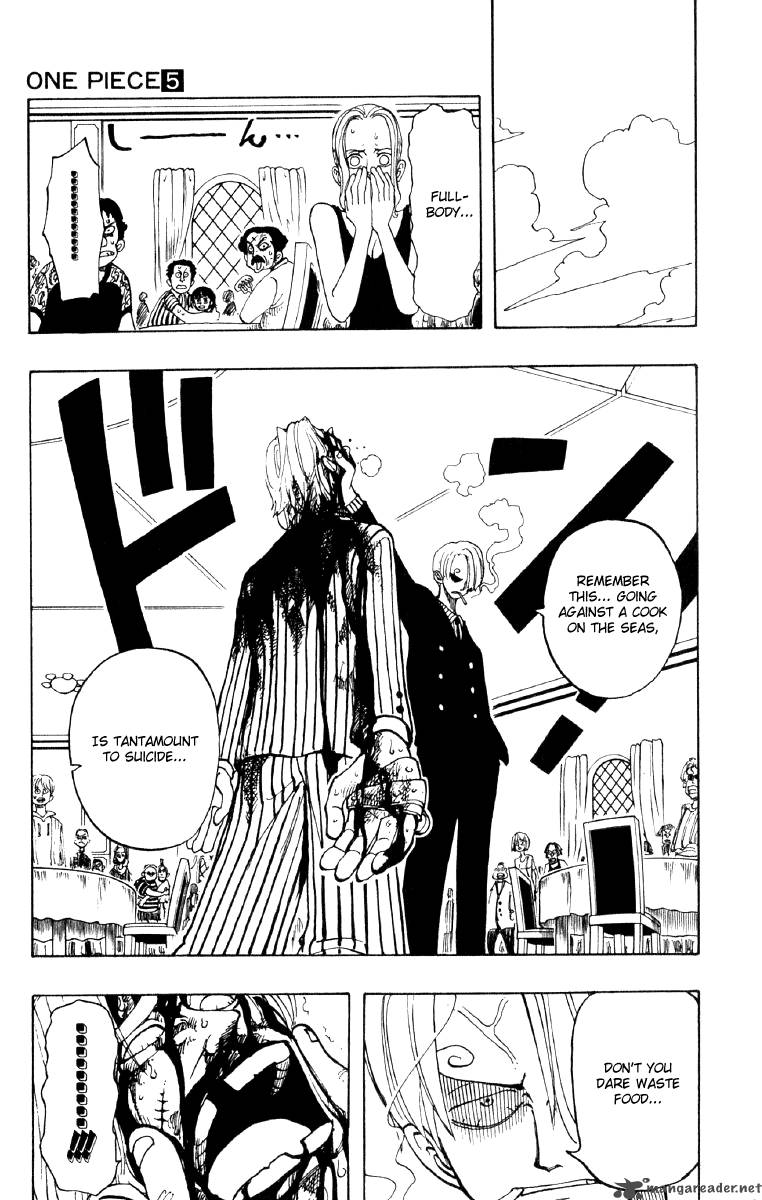 ONE PIECE 5
FULL-
BODY...
しーーん...
ドン!
REMEMBER
THIS... GOING
AGAINST A COOK
ON THE SEAS,
IS TANTAMOUNT
TO SUICIDE...
DON'T YOU
DARE WASTE
FOOD...
!!!
mangareader.net